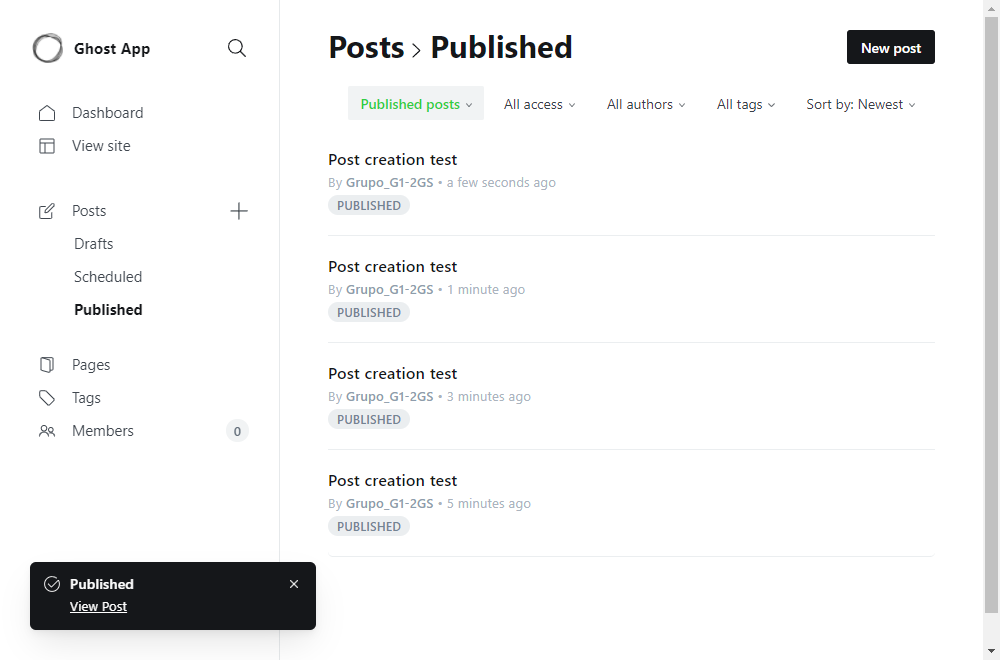 Ghost App
Dashboard
View site
Posts
Drafts
Scheduled
Published
Pages
Tags
Members 0
Posts > Published
New post
Published posts All access All authors All tags Sort by: Newest
Post creation test
By Grupo_G1-2GS • a few seconds ago
PUBLISHED
Post creation test
By Grupo_G1-2GS • 1 minute ago
PUBLISHED
Post creation test
By Grupo_G1-2GS • 3 minutes ago
PUBLISHED
Post creation test
By Grupo_G1-2GS • 5 minutes ago
PUBLISHED
Published
View Post